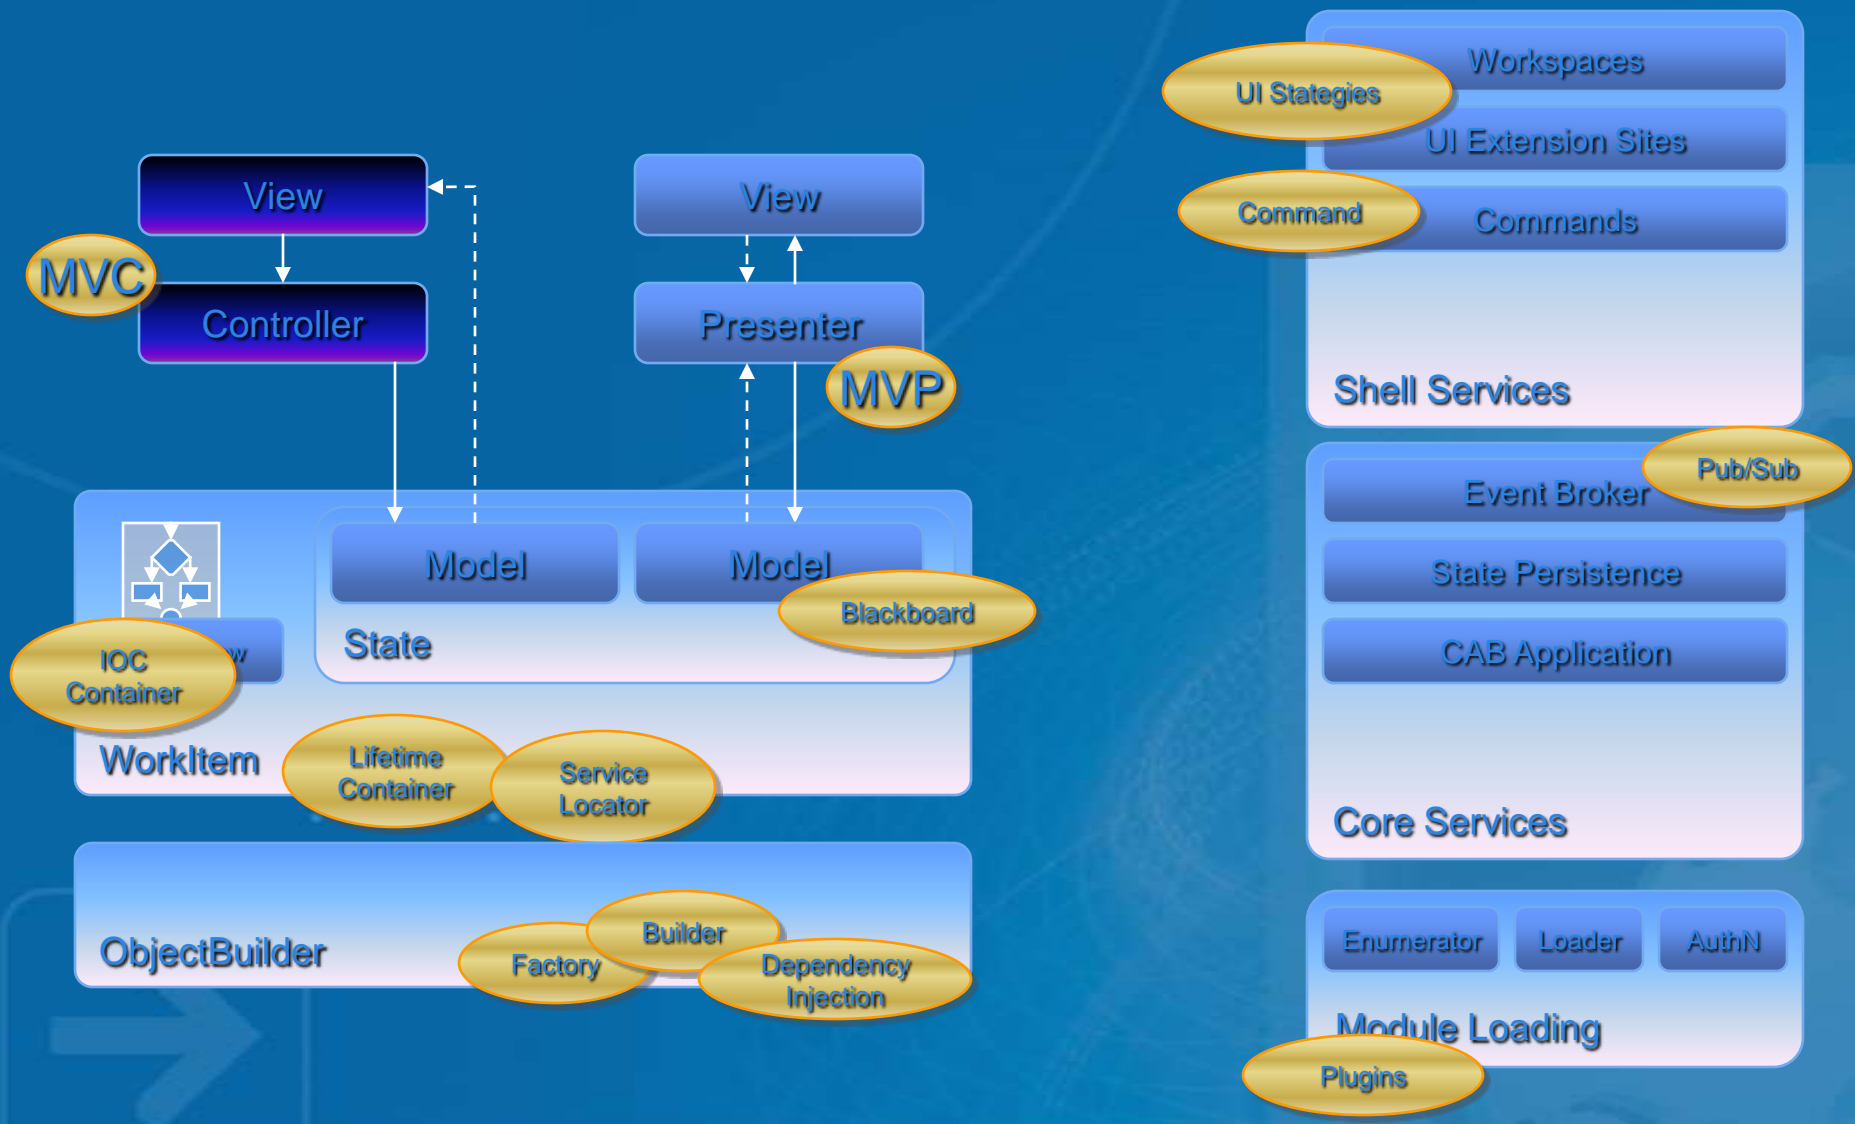 View
MVC
Controller
View
Presenter
MVP
Model
Model
Blackboard
State
IOC
Container
WorkItem
Lifetime
Container
Service
Locator
ObjectBuilder
Factory
Builder
Dependency
Injection
Workspaces
UI Stategies
UI Extension Sites
Command
Commands
Shell Services
Pub/Sub
Event Broker
State Persistence
CAB Application
Core Services
Enumerator
Loader
AuthN
Module Loading
Plugins